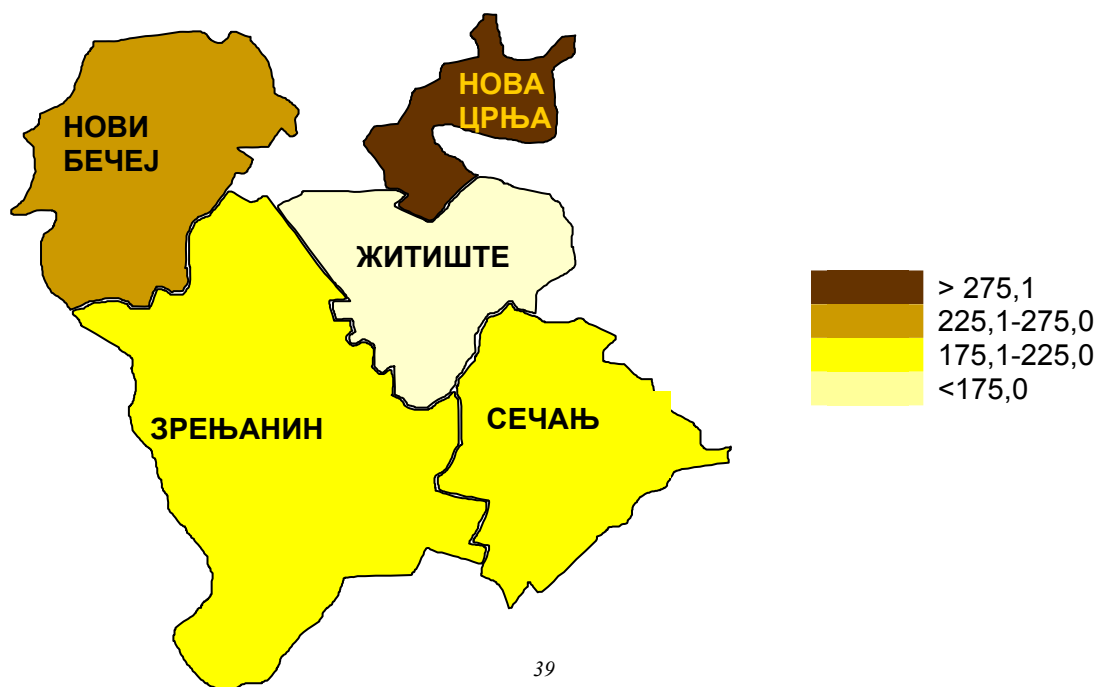 НОВА
ЦРЊА
НОВИ
БЕЧЕЈ
ЖИТИШТЕ
> 275,1
225,1-275,0
175,1-225,0
<175,0
ЗРЕЊАНИН
СЕЧАЊ
39